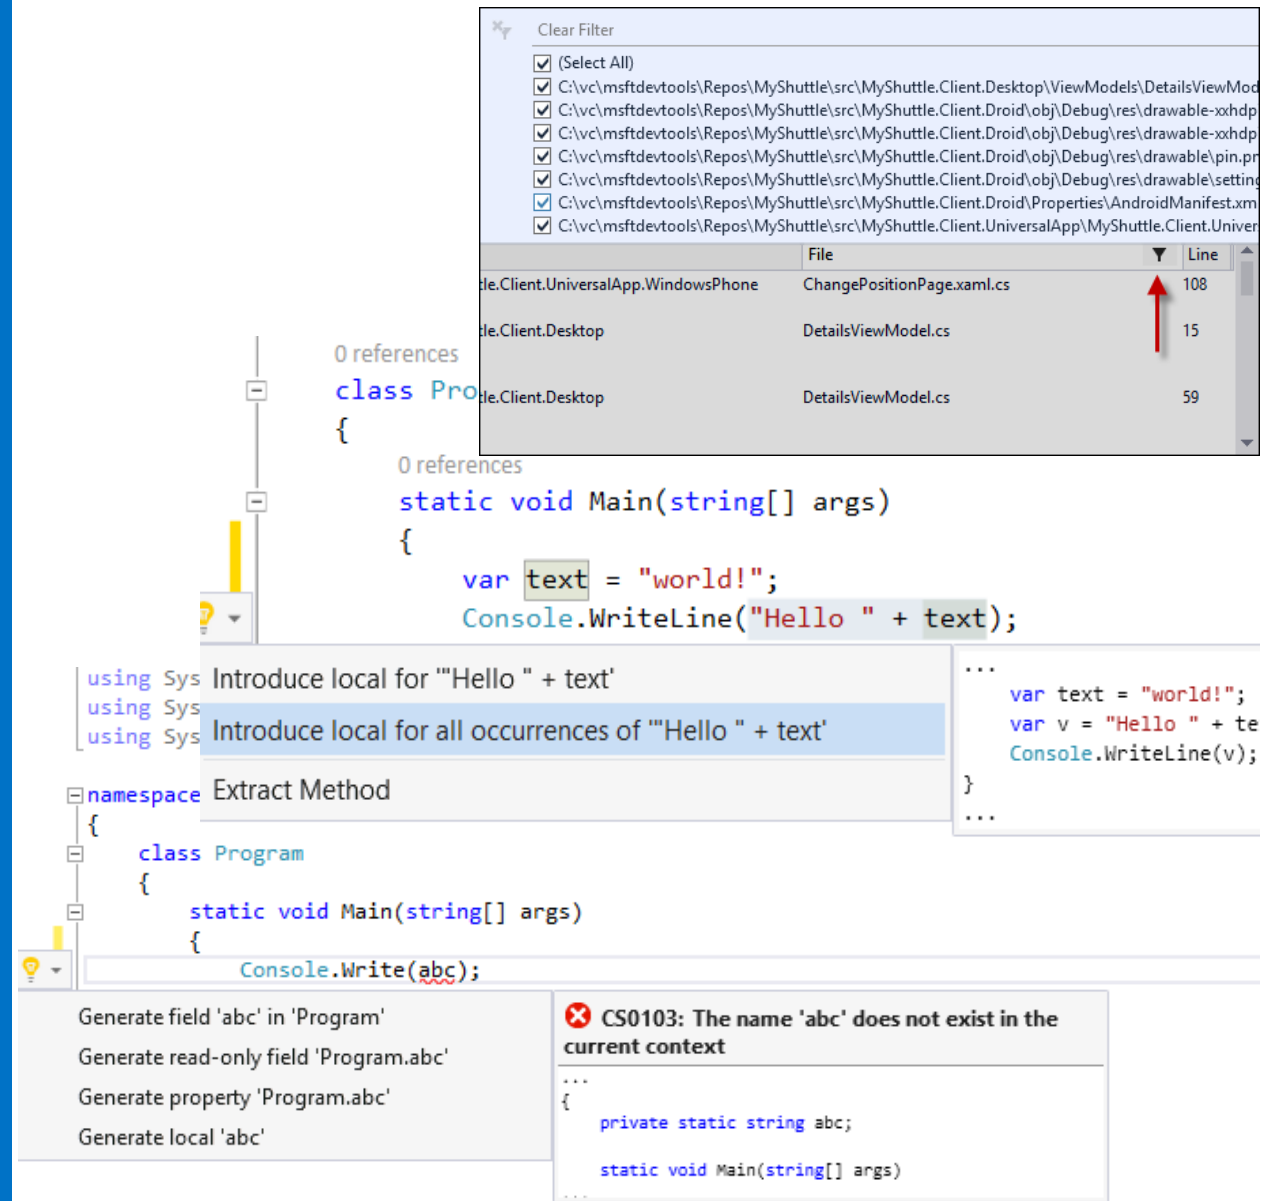 Clear Filter
(Select All)
C:\vc\msftdevtools\Repos\MyShuttle\src\MyShuttle.Client.Desktop\ViewModels\DetailsViewMod
C:\vc\msftdevtools\Repos\MyShuttle\src\MyShuttle.Client.Droid\obj\Debug\res\drawable-xxhdp
C:\vc\msftdevtools\Repos\MyShuttle\src\MyShuttle.Client.Droid\obj\Debug\res\drawable-xxhdp
C:\vc\msftdevtools\Repos\MyShuttle\src\MyShuttle.Client.Droid\obj\Debug\res\drawable\pin.pr
C:\vc\msftdevtools\Repos\MyShuttle\src\MyShuttle.Client.Droid\obj\Debug\res\drawable\setting
C:\vc\msftdevtools\Repos\MyShuttle\src\MyShuttle.Client.Droid\Properties\AndroidManifest.xm
C:\vc\msftdevtools\Repos\MyShuttle\src\MyShuttle.Client.UniversalApp\MyShuttle.Client.Univer
File Line
tle.Client.UniversalApp.WindowsPhone ChangePositionPage.xaml.cs 108
tle.Client.Desktop DetailsViewModel.cs 15
tle.Client.Desktop DetailsViewModel.cs 59
0 references
class Pro
{
0 references
static void Main(string[] args)
{
var text = "world!";
Console.WriteLine("Hello " + text);
Introduce local for '"Hello " + text'
Introduce local for all occurrences of '"Hello " + text'
Extract Method
...
var text = "world!";
var v = "Hello " + te
Console.WriteLine(v);
}
...
using Sys
using Sys
using Sys
namespace
{
class Program
{
static void Main(string[] args)
{
Console.Write(abc);
Generate field 'abc' in 'Program'
Generate read-only field 'Program.abc'
Generate property 'Program.abc'
Generate local 'abc'
CS0103: The name 'abc' does not exist in the
current context
...
{
private static string abc;
static void Main(string[] args)
...